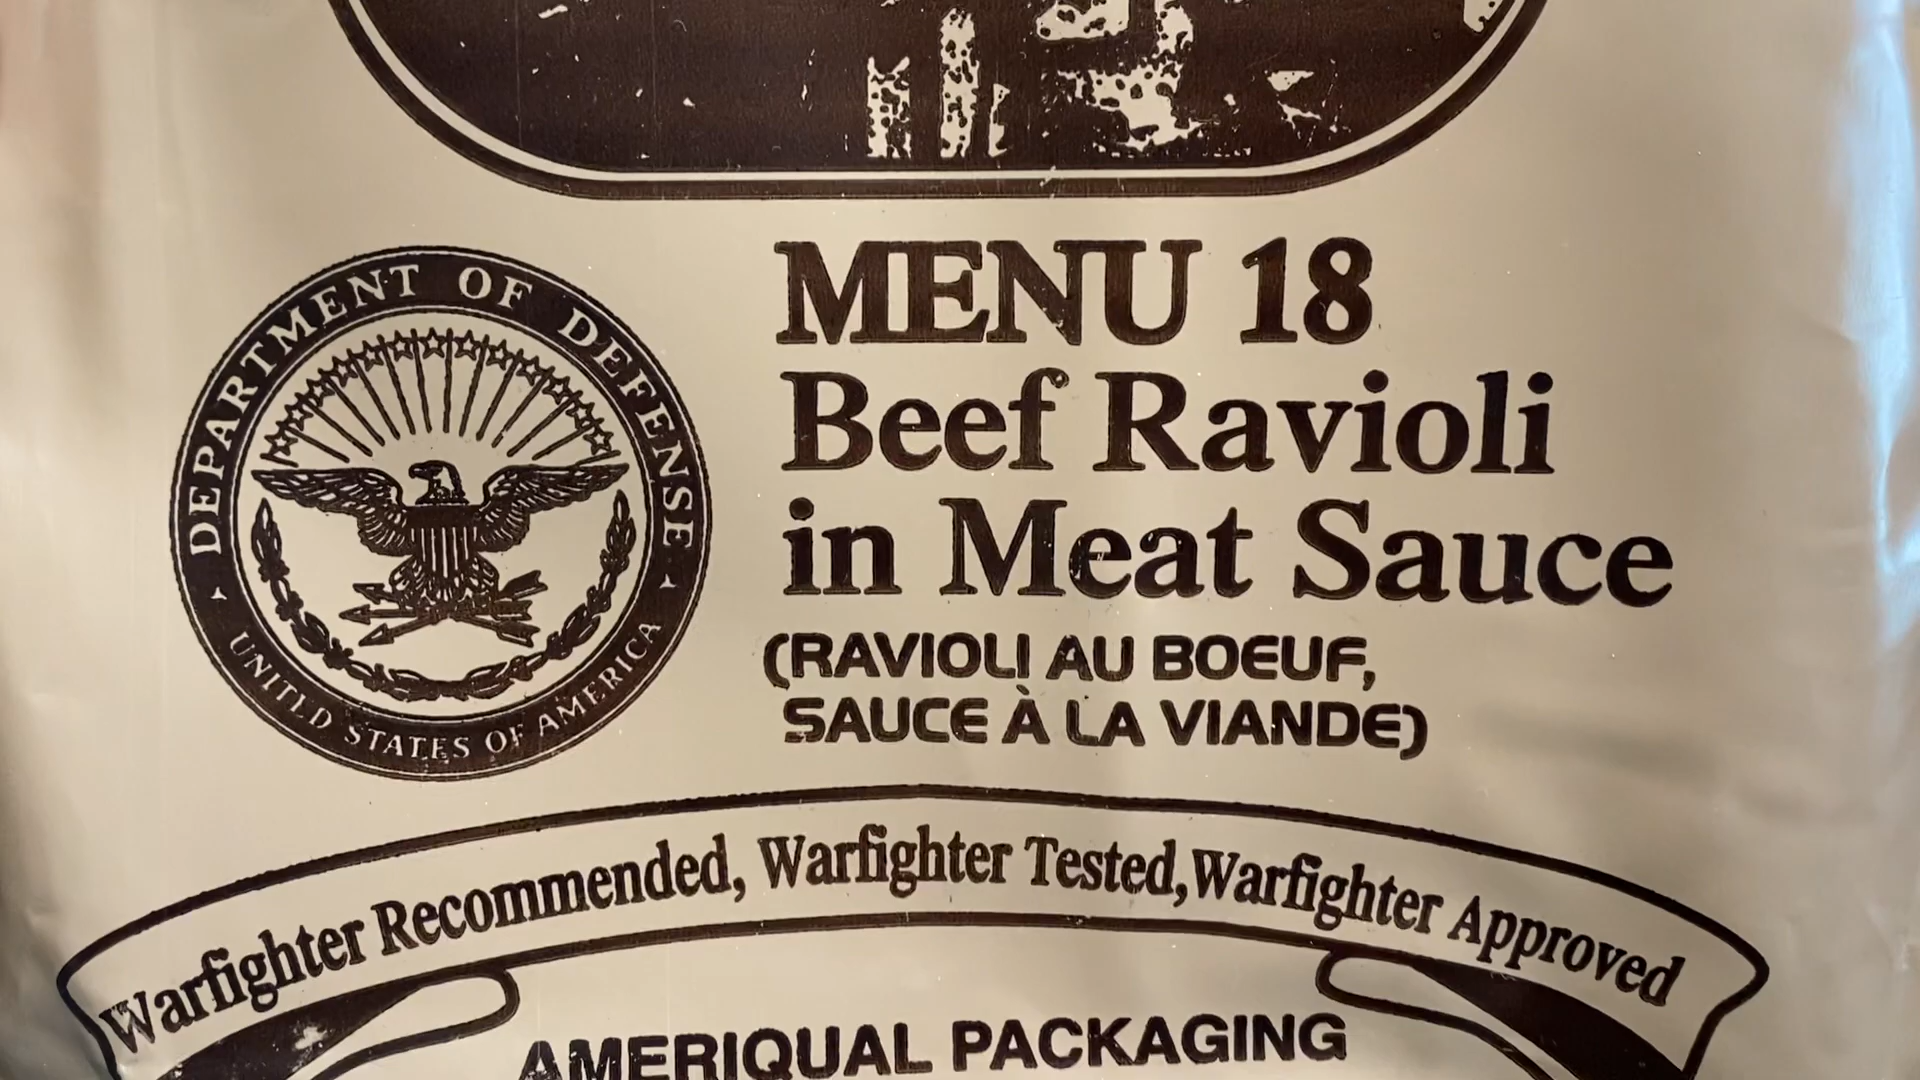 DEPARTMENT OF DEFENSE
UNITED STATES OF AMERICA
MENU 18
Beef Ravioli
in Meat Sauce
(RAVIOLI AU BOEUF,
SAUCE À LA VIANDE)
Warfighter Recommended, Warfighter Tested, Warfighter Approved
AMERIQUAL PACKAGING